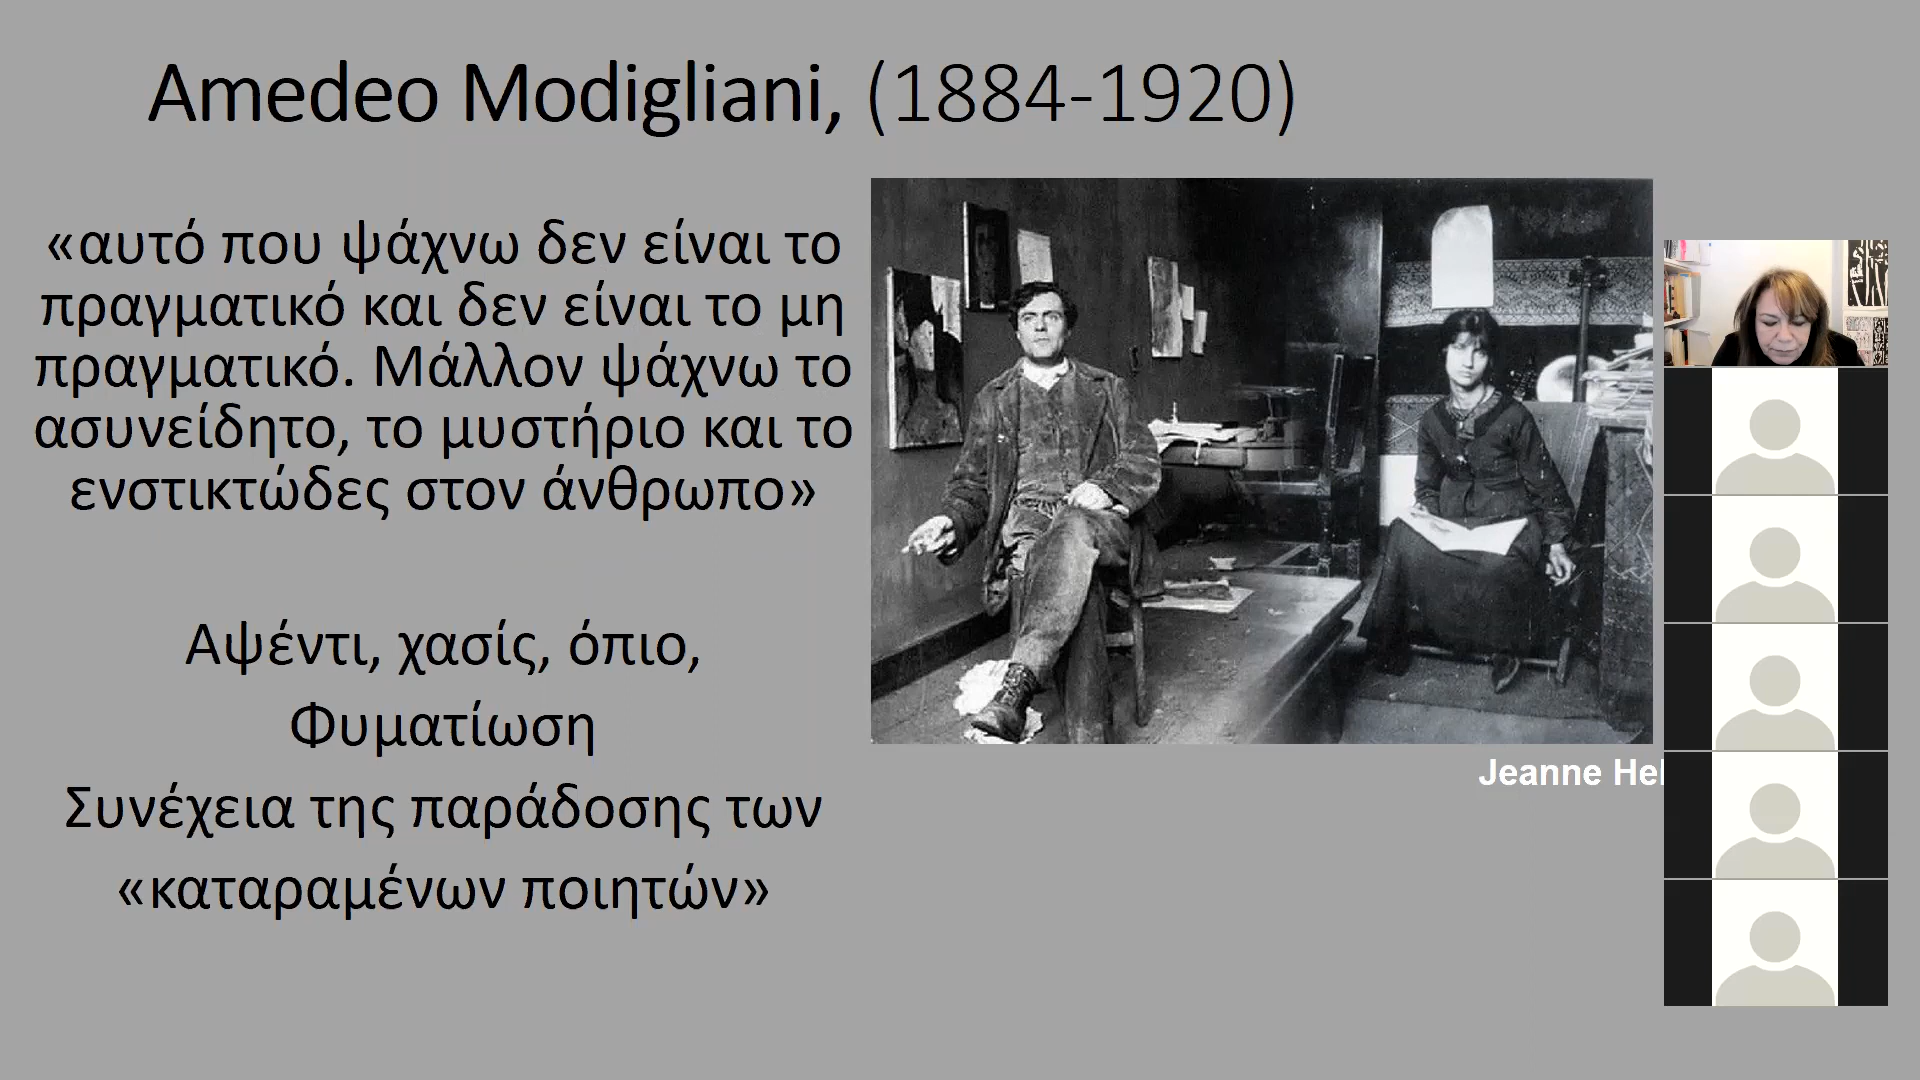 Amedeo Modigliani, (1884-1920)
«αυτό που ψάχνω δεν είναι το
πραγματικό και δεν είναι το μη
πραγματικό. Μάλλον ψάχνω το
ασυνείδητο, το μυστήριο και το
ενστικτώδες στον άνθρωπο»
Αψέντι, χασίς, όπιο,
Φυματίωση
Συνέχεια της παράδοσης των
«καταραμένων ποιητών»
Jeanne